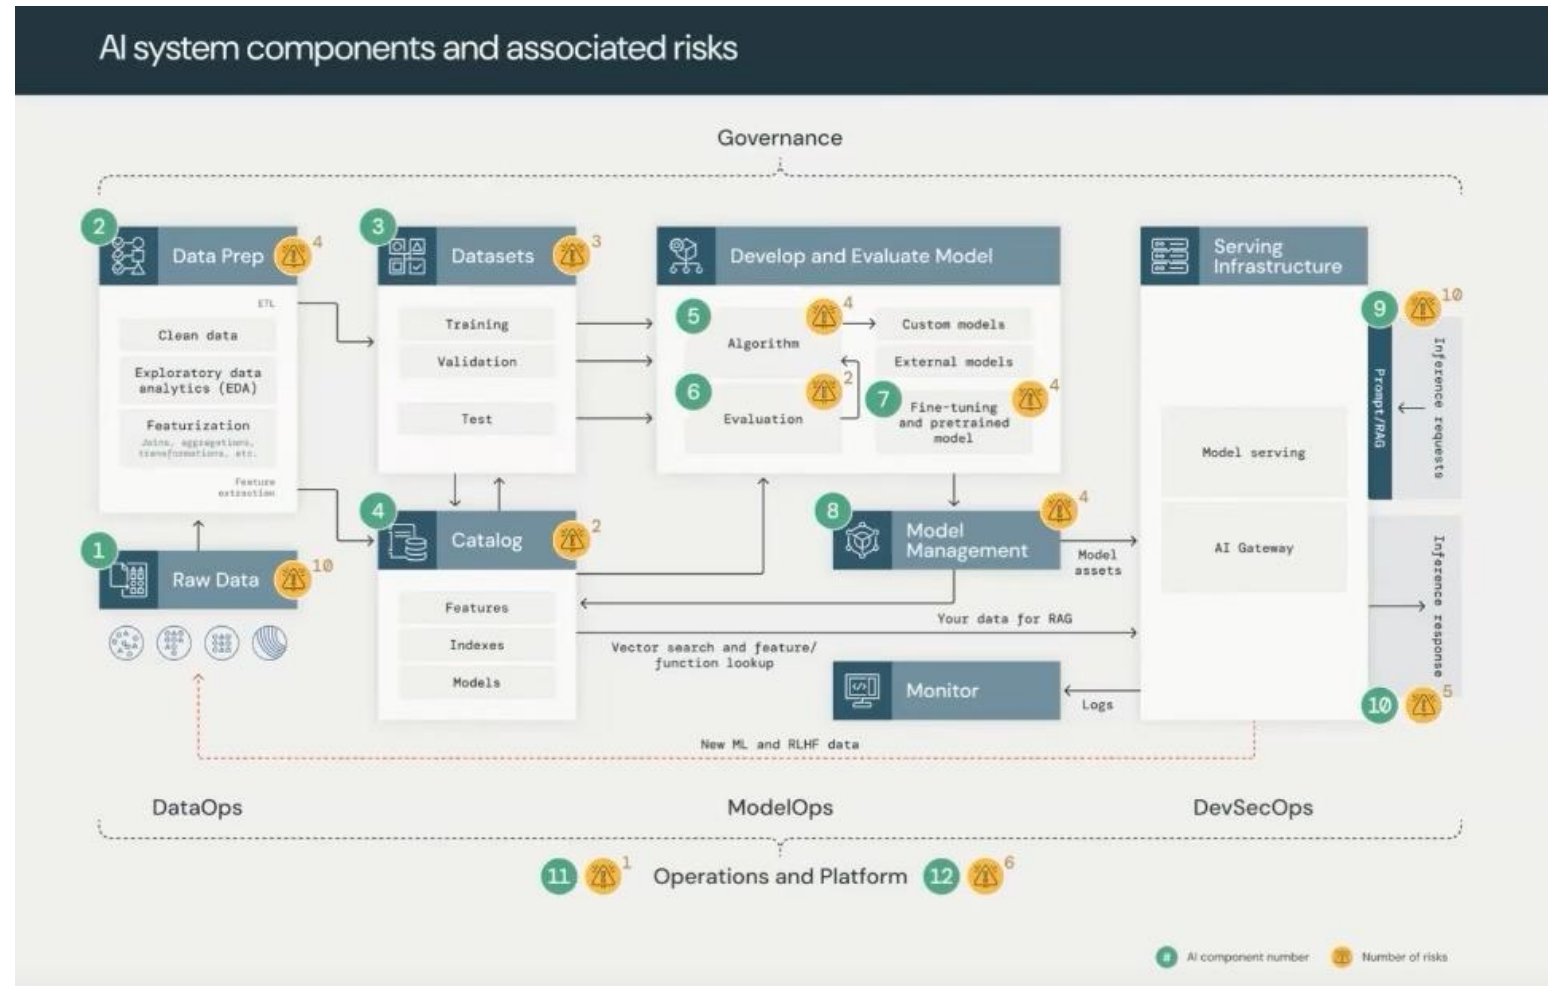 AI system components and associated risks
Governance
2
Data Prep
4
ETL
Clean data
Exploratory data
analytics (EDA)
Featurization
Joins, aggregations,
transformations, etc.
Feature
extraction
1
Raw Data
10
3
Datasets
3
Training
Validation
Test
4
Catalog
2
Features
Indexes
Models
Develop and Evaluate Model
5
4
Algorithm
6
2
Evaluation
Custom models
External models
7
4
Fine-tuning
and pretrained
model
8
Model
Management
4
Model
assets
Your data for RAG
Vector search and feature/
function lookup
Monitor
Logs
Serving
Infrastructure
Model serving
AI Gateway
9
10
Prompt/RAG
Inference requests
Inference response
10
5
New ML and RLHF data
DataOps
ModelOps
DevSecOps
11
1
Operations and Platform
12
6
# AI component number
Number of risks